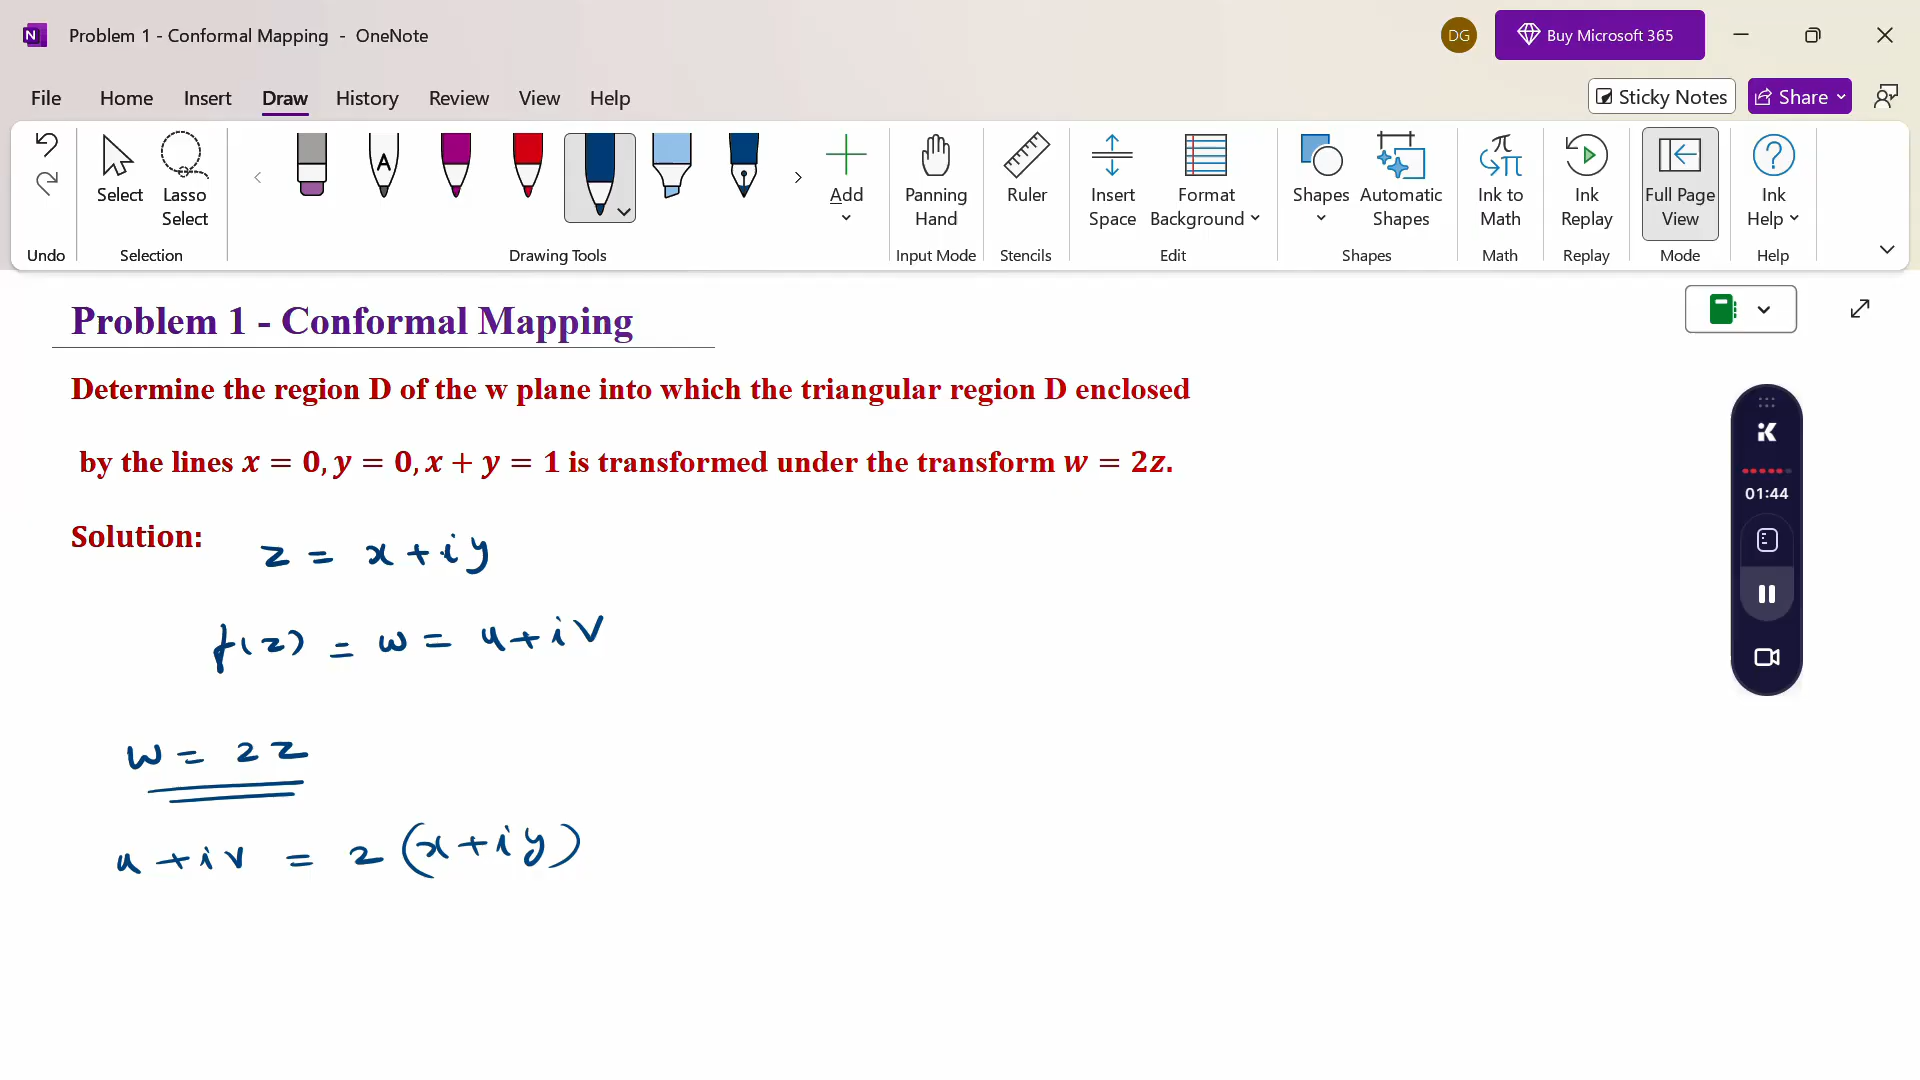 Problem 1 - Conformal Mapping - OneNote
DG
Buy Microsoft 365
File Home Insert Draw History Review View Help
Sticky Notes
Share
A
Select
Lasso Select
Add
Panning Hand
Ruler
Insert Space
Format Background
Shapes
Automatic Shapes
Ink to Math
Ink Replay
Full Page View
Ink Help
Undo Selection Drawing Tools Input Mode Stencils Edit Shapes Math Replay Mode Help
Problem 1 - Conformal Mapping
Determine the region D of the w plane into which the triangular region D enclosed
by the lines x = 0, y = 0, x + y = 1 is transformed under the transform w = 2z.
Solution:
z = x + iy
f(z) = w = u + iv
w = 2z
u + iv = 2 (x + iy)
01:44